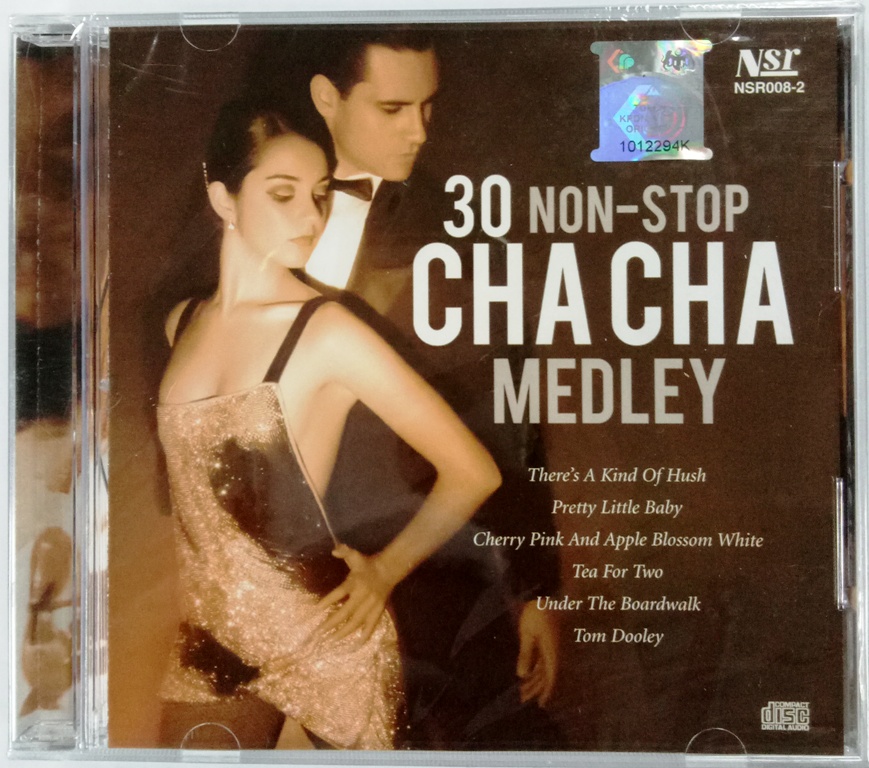 Nsr
NSR008-2
1012294K
30 NON-STOP
CHA CHA
MEDLEY
There's A Kind Of Hush
Pretty Little Baby
Cherry Pink And Apple Blossom White
Tea For Two
Under The Boardwalk
Tom Dooley
COMPACT
disc
DIGITAL AUDIO